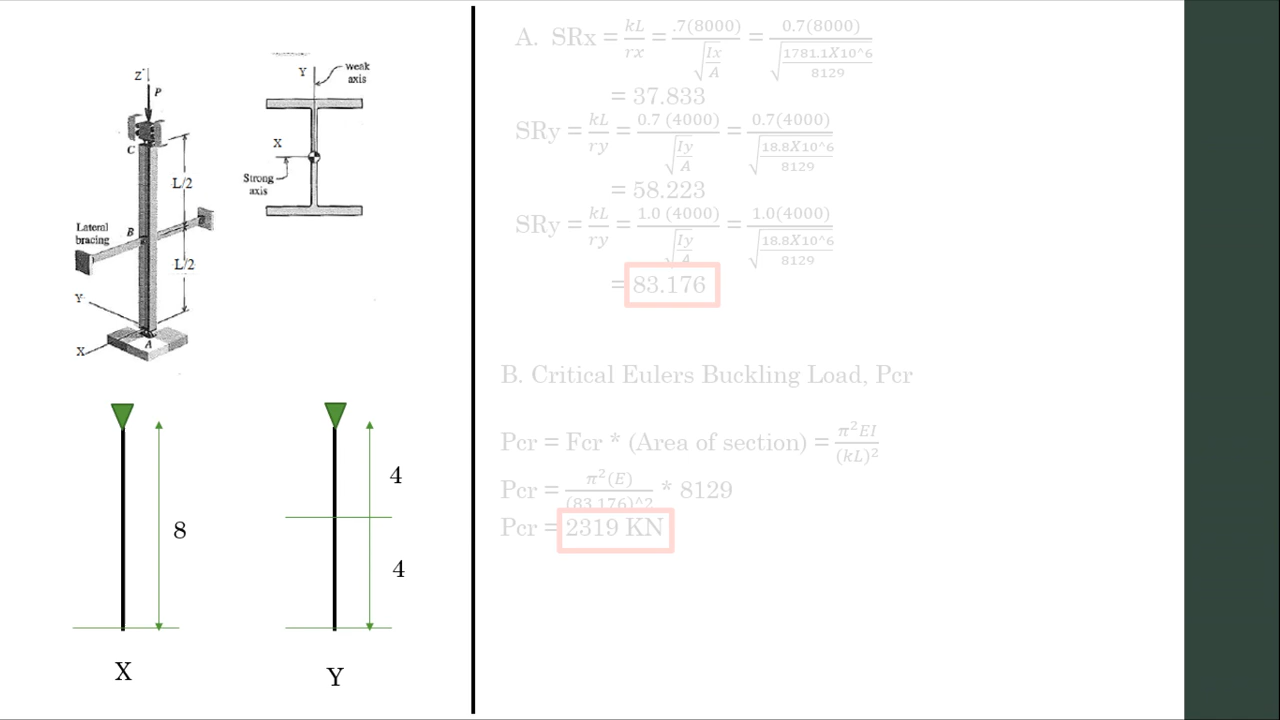 Z
P
C
L/2
Lateral
bracing
B
L/2
Y
X
A
Y
weak
axis
X
Strong
axis
8
X
4
4
Y
A. SRx = kL/rx = .7(8000)/√(Ix/A) = 0.7(8000)/√(1781.1X10^6/8129)
= 37.833
SRy = kL/ry = 0.7 (4000)/√(Iy/A) = 0.7(4000)/√(18.8X10^6/8129)
= 58.223
SRy = kL/ry = 1.0 (4000)/√(Iy/A) = 1.0(4000)/√(18.8X10^6/8129)
= 83.176
B. Critical Eulers Buckling Load, Pcr
Pcr = Fcr * (Area of section) = π²EI/(kL)²
Pcr = π²(E)/(83.176)^2 * 8129
Pcr = 2319 KN